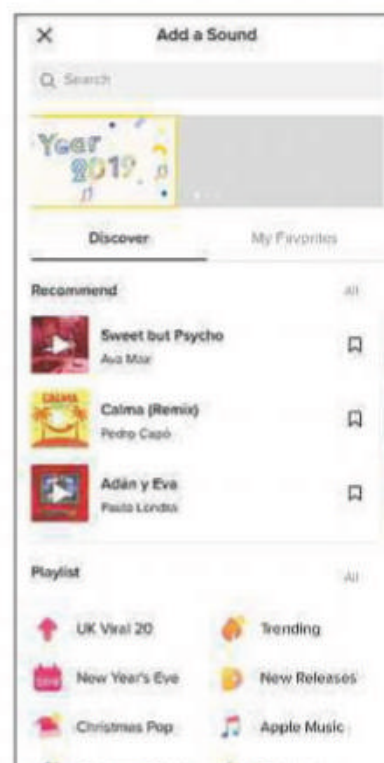 Add a Sound
Search
Year
2019
Discover My Favorites
Recommend All
Sweet but Psycho
Ava Max
CALMA
Calma (Remix)
Pedro Capó
Adán y Eva
Paulo Londra
Playlist All
UK Viral 20 Trending
New Year's Eve New Releases
Christmas Pop Apple Music